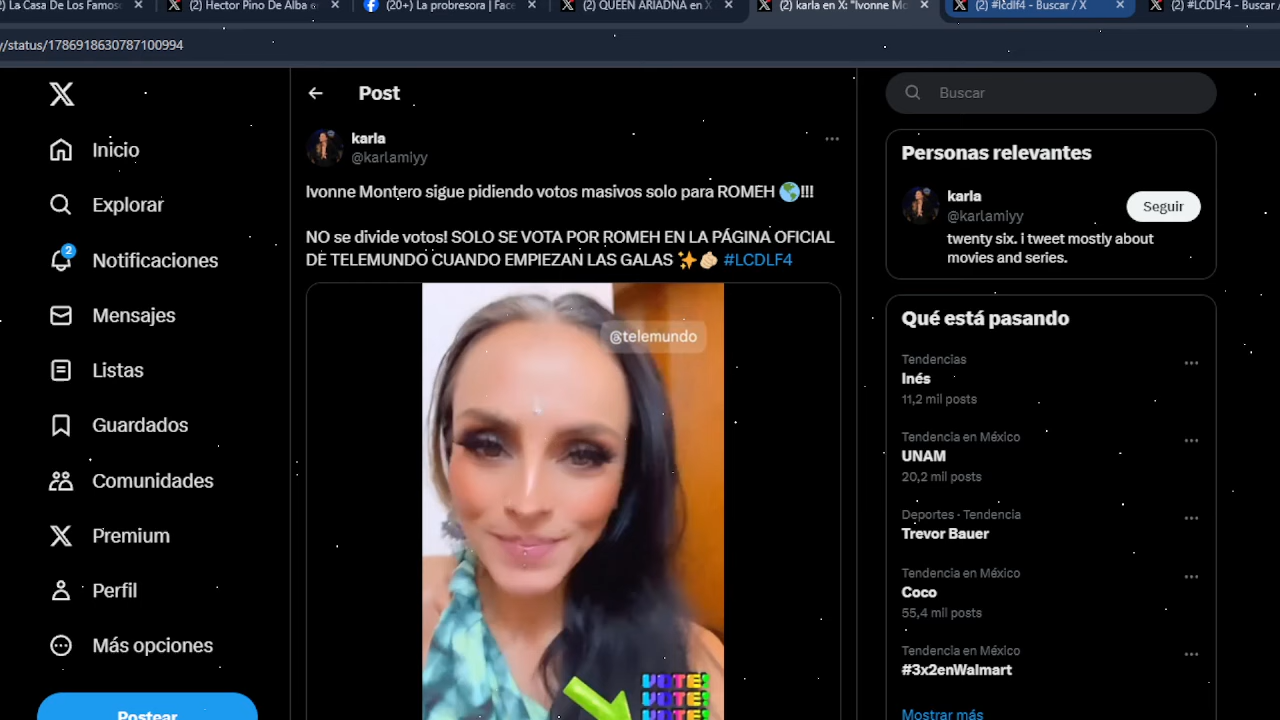 (2) La Casa De Los Famoso
(2) Hector Pino De Alba
(20+) La probresora | Face
(2) QUEEN ARIADNA en X
(2) karla en X: "Ivonne Mo
(2) #lcdlf4 - Buscar / X
(2) #LCDLF4 - Buscar /
y/status/1786918630787100994
Inicio
Explorar
2
Notificaciones
Mensajes
Listas
Guardados
Comunidades
Premium
Perfil
Más opciones
Postear
Post
karla
@karlamlyy
Ivonne Montero sigue pidiendo votos masivos solo para ROMEH 🌎!!!
NO se divide votos! SOLO SE VOTA POR ROMEH EN LA PÁGINA OFICIAL
DE TELEMUNDO CUANDO EMPIEZAN LAS GALAS ✨🫵🏻 #LCDLF4
@telemundo
VOTE!
VOTE!
VOTE!
Buscar
Personas relevantes
karla
@karlamlyy
Seguir
twenty six. i tweet mostly about
movies and series.
Qué está pasando
Tendencias
Inés
11,2 mil posts
Tendencia en México
UNAM
20,2 mil posts
Deportes · Tendencia
Trevor Bauer
Tendencia en México
Coco
55,4 mil posts
Tendencia en México
#3x2enWalmart
Mostrar más